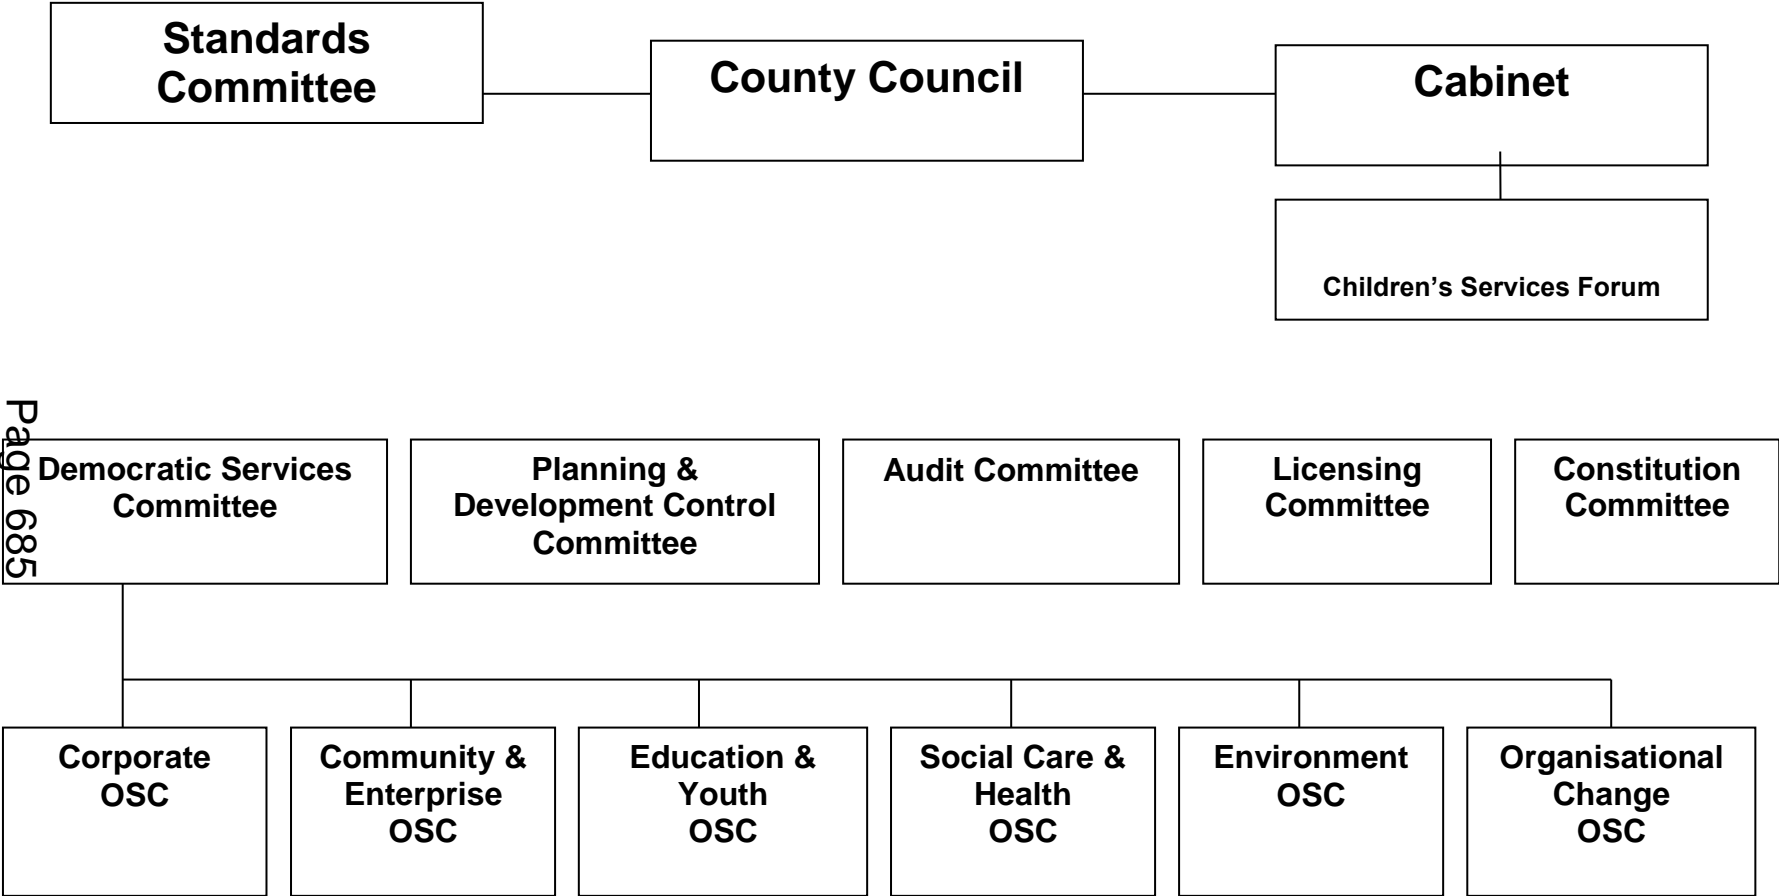 Standards
Committee
County Council
Cabinet
Children’s Services Forum
Page 685
Democratic Services
Committee
Planning &
Development Control
Committee
Audit Committee
Licensing
Committee
Constitution
Committee
Corporate
OSC
Community &
Enterprise
OSC
Education &
Youth
OSC
Social Care &
Health
OSC
Environment
OSC
Organisational
Change
OSC